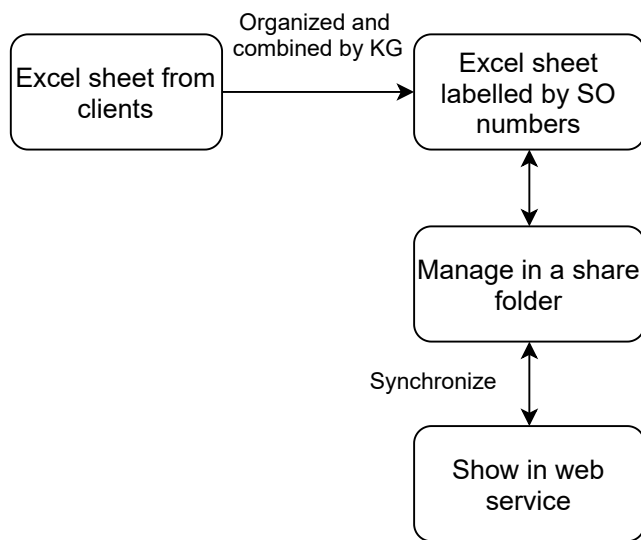 Organized and
combined by KG
Excel sheet from
clients
Excel sheet
labelled by SO
numbers
Manage in a share
folder
Synchronize
Show in web
service